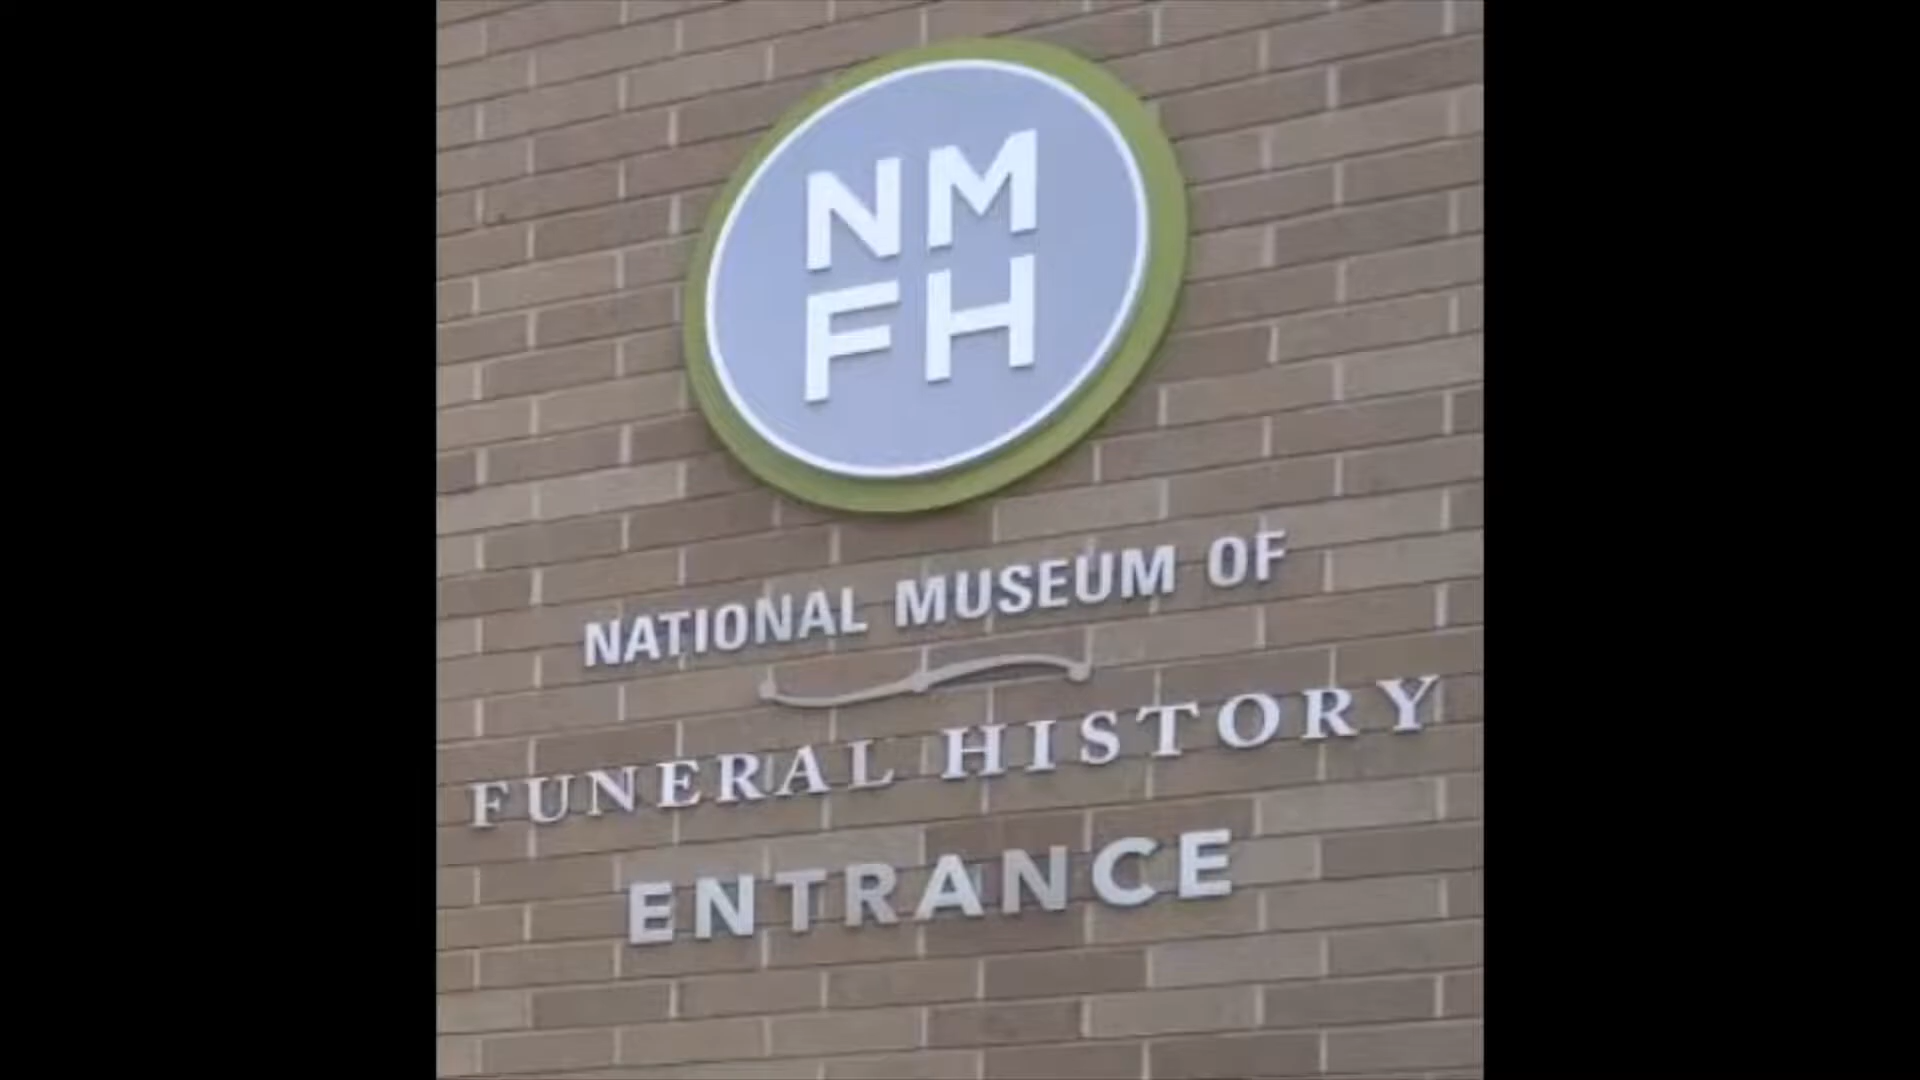 NM
FH
NATIONAL MUSEUM OF
FUNERAL HISTORY
ENTRANCE